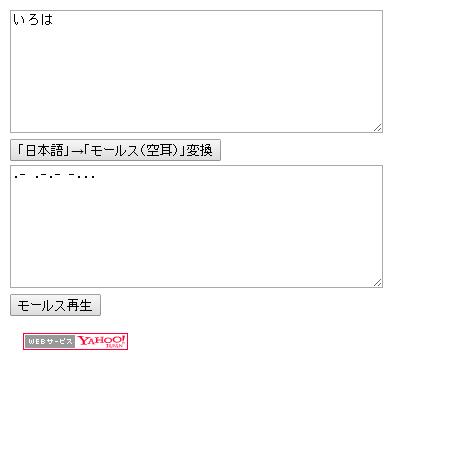 いろは
「日本語」→「モールス(空耳)」変換
.- .-.- -...
モールス再生
WEBサービス YAHOO! JAPAN